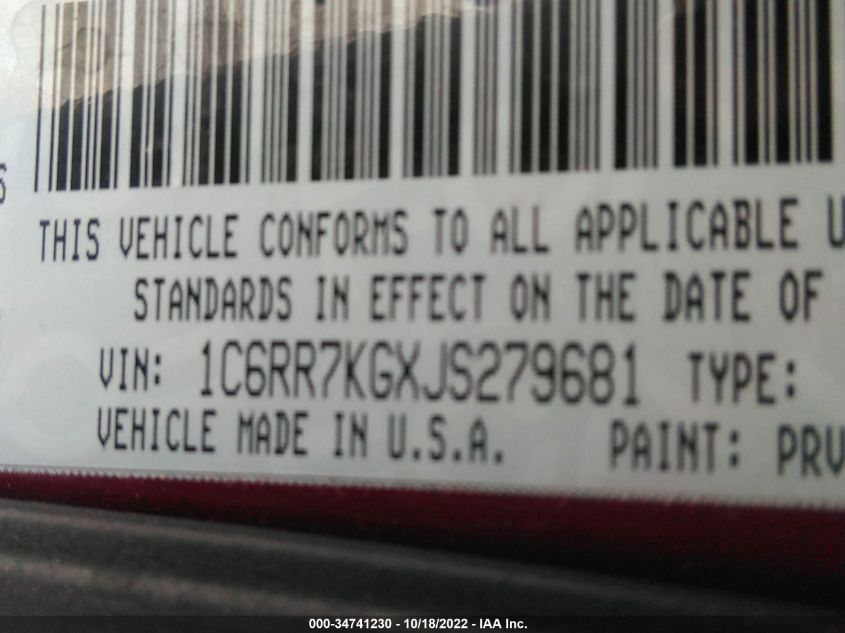 THIS VEHICLE CONFORMS TO ALL APPLICABLE U
STANDARDS IN EFFECT ON THE DATE OF
VIN: 1C6RR7KGXJS279681 TYPE:
VEHICLE MADE IN U.S.A. PAINT: PRV
000-34741230 - 10/18/2022 - IAA Inc.